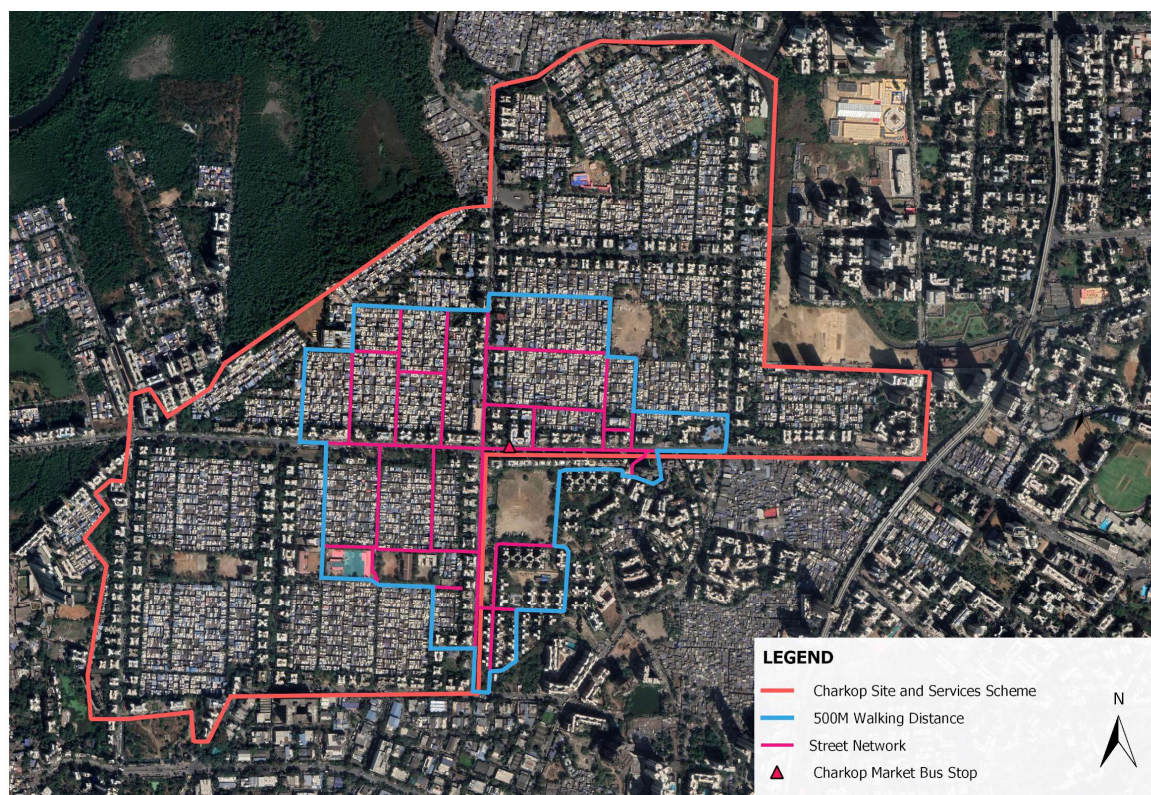 LEGEND
Charkop Site and Services Scheme
500M Walking Distance
Street Network
Charkop Market Bus Stop
N